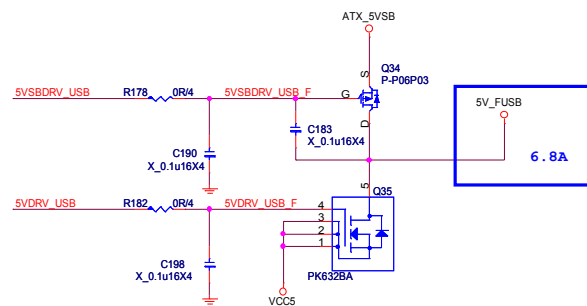 ATX_5VSB
Q34
P-P06P03
S
G
D
5VSBDRV_USB
R178
0R/4
5VSBDRV_USB_F
C183
X_0.1u16X4
C190
X_0.1u16X4
5V_FUSB
6.8A
5
Q35
5VDRV_USB
R182
0R/4
5VDRV_USB_F
4
3
2
1
PK632BA
C198
X_0.1u16X4
VCC5